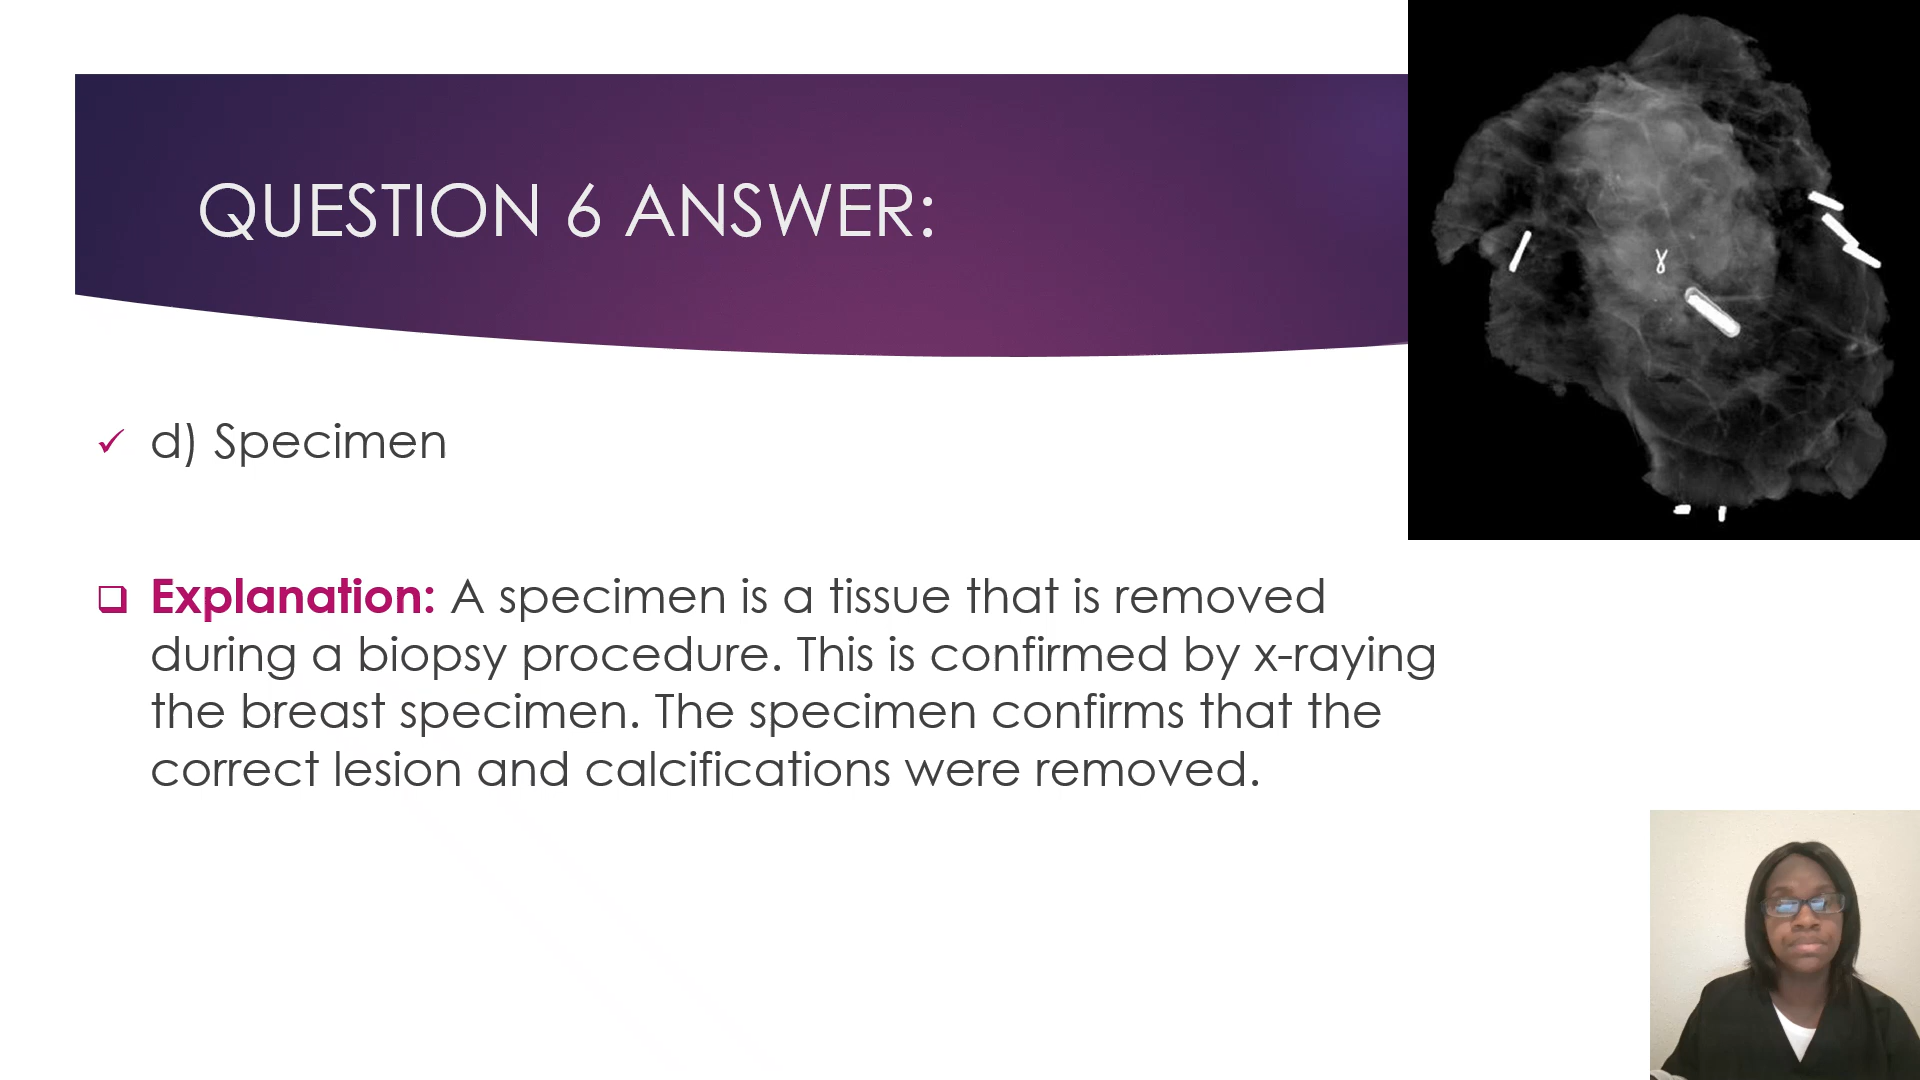 QUESTION 6 ANSWER:
d) Specimen
Explanation: A specimen is a tissue that is removed
during a biopsy procedure. This is confirmed by x-raying
the breast specimen. The specimen confirms that the
correct lesion and calcifications were removed.